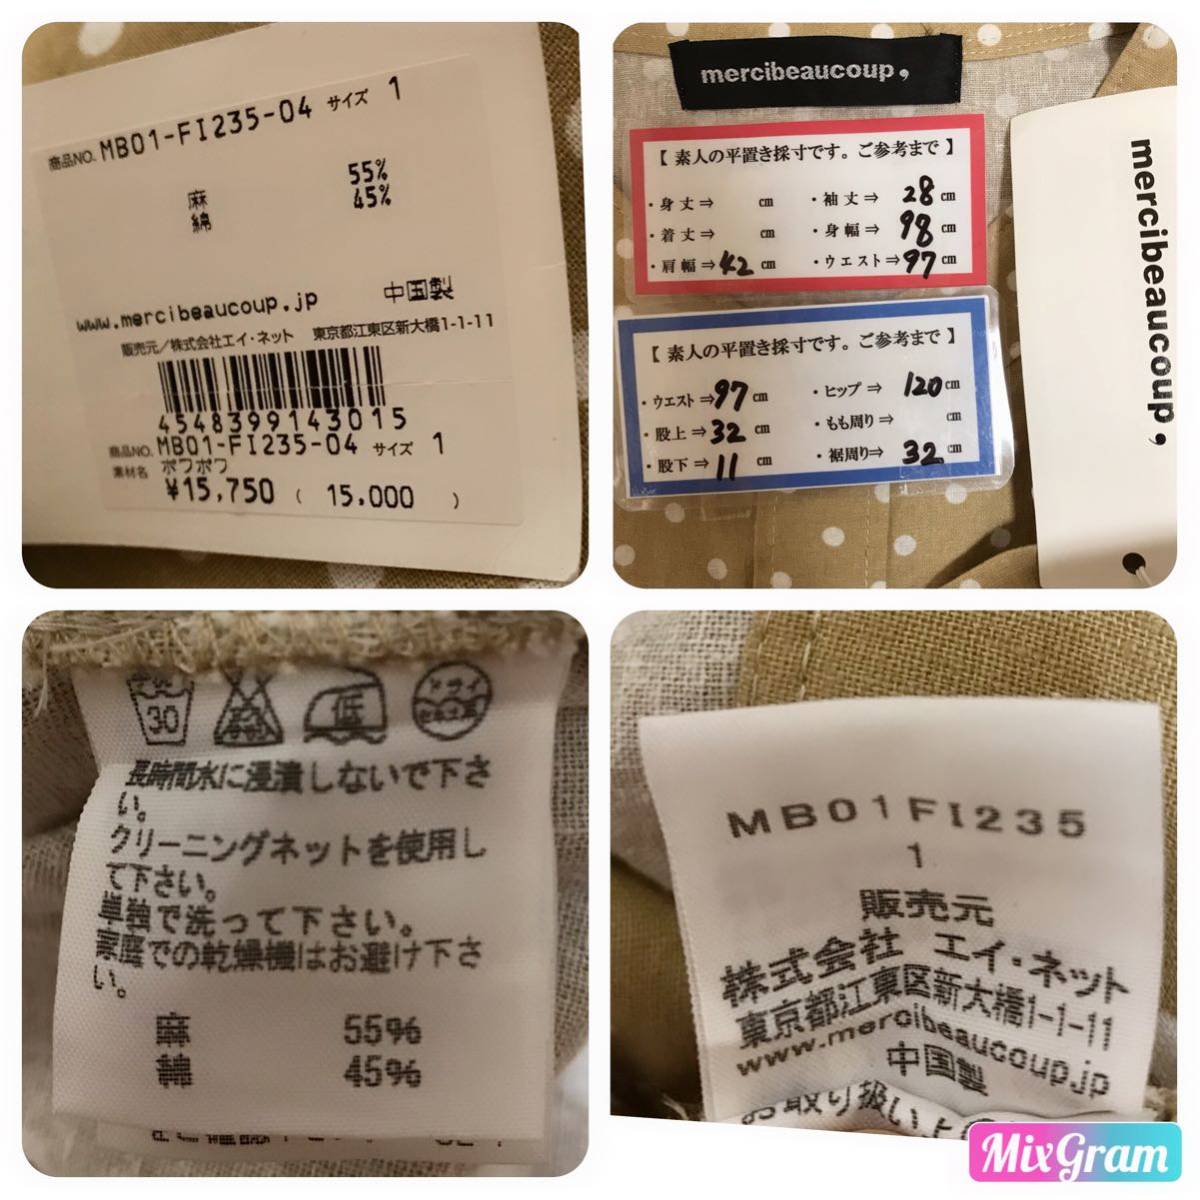 商品NO. MB01-FI235-04 サイズ 1
麻 55%
綿 45%
www.mercibeaucoup.jp 中国製
販売元/株式会社エイ・ネット 東京都江東区新大橋1-1-11
4548399143015
商品NO. MB01-FI235-04 サイズ 1
素材名 ポワポワ
¥15,750 ( 15,000 )
mercibeaucoup,
【 素人の平置き採寸です。ご参考まで 】
・身丈⇒ cm ・袖丈⇒ 28 cm
・着丈⇒ cm ・身幅⇒ 98 cm
・肩幅⇒ 42 cm ・ウエスト⇒ 97 cm
【 素人の平置き採寸です。ご参考まで 】
・ウエスト⇒ 97 cm ・ヒップ⇒ 120 cm
・股上⇒ 32 cm ・もも周り⇒ cm
・股下⇒ 11 cm ・裾周り⇒ 32 cm
mercibeaucoup,
30 低 ドライ
長時間水に浸漬しないで下さ
い。
クリーニングネットを使用し
て下さい。
単独で洗って下さい。
家庭での乾燥機はお避け下さ
い。
麻 55%
綿 45%
MB01FI235
1
販売元
株式会社 エイ・ネット
東京都江東区新大橋1-1-11
www.mercibeaucoup.jp
中国製
お取り扱い上の
MixGram